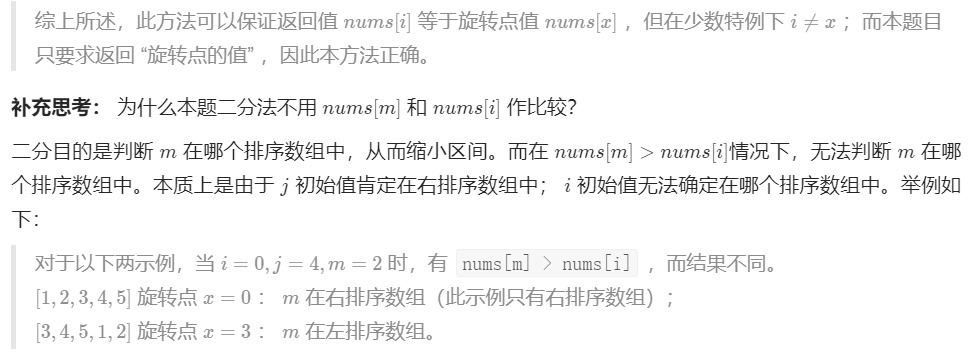 综上所述，此方法可以保证返回值 nums[i] 等于旋转点值 nums[x] ，但在少数特例下 i ≠ x ；而本题目
只要求返回 “旋转点的值” ，因此本方法正确。
补充思考： 为什么本题二分法不用 nums[m] 和 nums[i] 作比较？
二分目的是判断 m 在哪个排序数组中，从而缩小区间。而在 nums[m] > nums[i]情况下，无法判断 m 在哪
个排序数组中。本质上是由于 j 初始值肯定在右排序数组中； i 初始值无法确定在哪个排序数组中。举例如
下：
对于以下两示例，当 i = 0, j = 4, m = 2 时，有 nums[m] > nums[i] ，而结果不同。
[1, 2, 3, 4, 5] 旋转点 x = 0 ： m 在右排序数组（此示例只有右排序数组）；
[3, 4, 5, 1, 2] 旋转点 x = 3 ： m 在左排序数组。